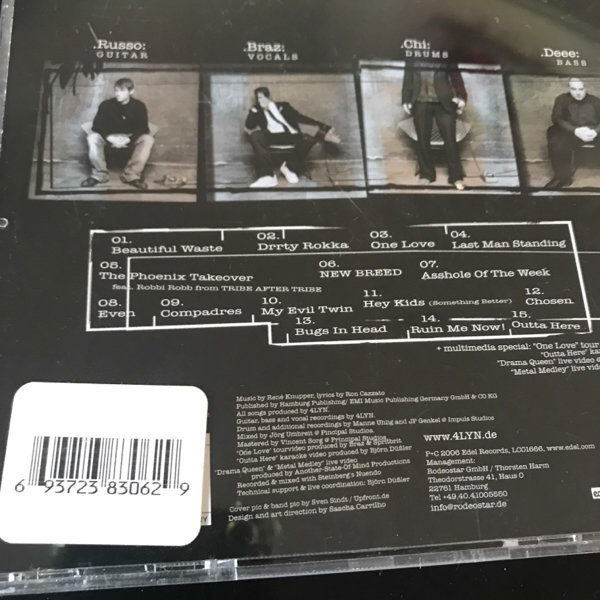 .Russo:
GUITAR
.Braz:
VOCALS
.Chi:
DRUMS
.Deee:
BASS
01.
Beautiful Waste
02.
Drrty Rokka
03.
One Love
04.
Last Man Standing
05.
The Phoenix Takeover
feat. Robbi Robb from TRIBE AFTER TRIBE
06.
NEW BREED
07.
Asshole Of The Week
08.
Even
09.
Compadres
10.
My Evil Twin
11.
Hey Kids (Something Better)
12.
Chosen
13.
Bugs In Head
14.
Ruin Me Now!
15.
Outta Here
+ multimedia special: "One Love" tour
"Outta Here" kar
"Drama Queen" live video @
"Metal Medley" live video
Music by René Knupper, lyrics by Ron Cazzato
Published by Hamburg Publishing/ EMI Music Publishing Germany GmbH & CO KG
All songs produced by 4LYN.
Guitar, bass and vocal recordings by 4LYN.
Drum and additional recordings by Manne Uhlig and JP Genkel @ Impuls Studios
Mixed by Jörg Umbreit @ Principal Studios.
Mastered by Vincent Sorg @ Principal Studios.
"One Love" tourvideo produced by Braz & Spritbrit
"Outta Here" karaoke video produced by Björn Düßler
"Drama Queen" & "Metal Medley" live video
produced by Another-State-Of-Mind Productions
Recorded & mixed with Steinberg's Nuendo
Technical support & live coordination: Björn Düßler
Cover pic & band pic by Sven Sindt / Upfront.de
Design and art direction by Sascha Carrilho
www.4LYN.de
P+© 2006 Edel Records, LC01666, www.edel.com
Management:
Rodeostar GmbH / Thorsten Harm
Theodorstrasse 41, Haus 0
22761 Hamburg
Tel +49.40.41005550
info@rodeostar.de
6 93723 83062 9